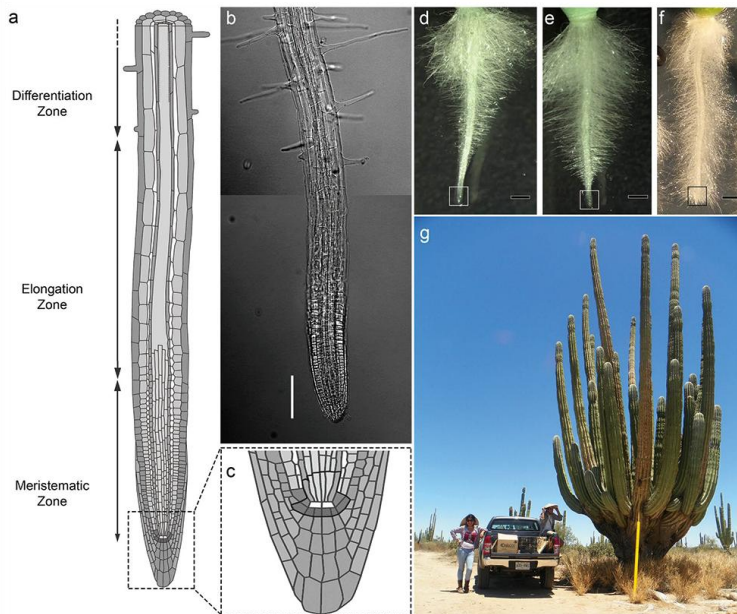 a
Differentiation
Zone
Elongation
Zone
Meristematic
Zone
b
c
d
e
f
g